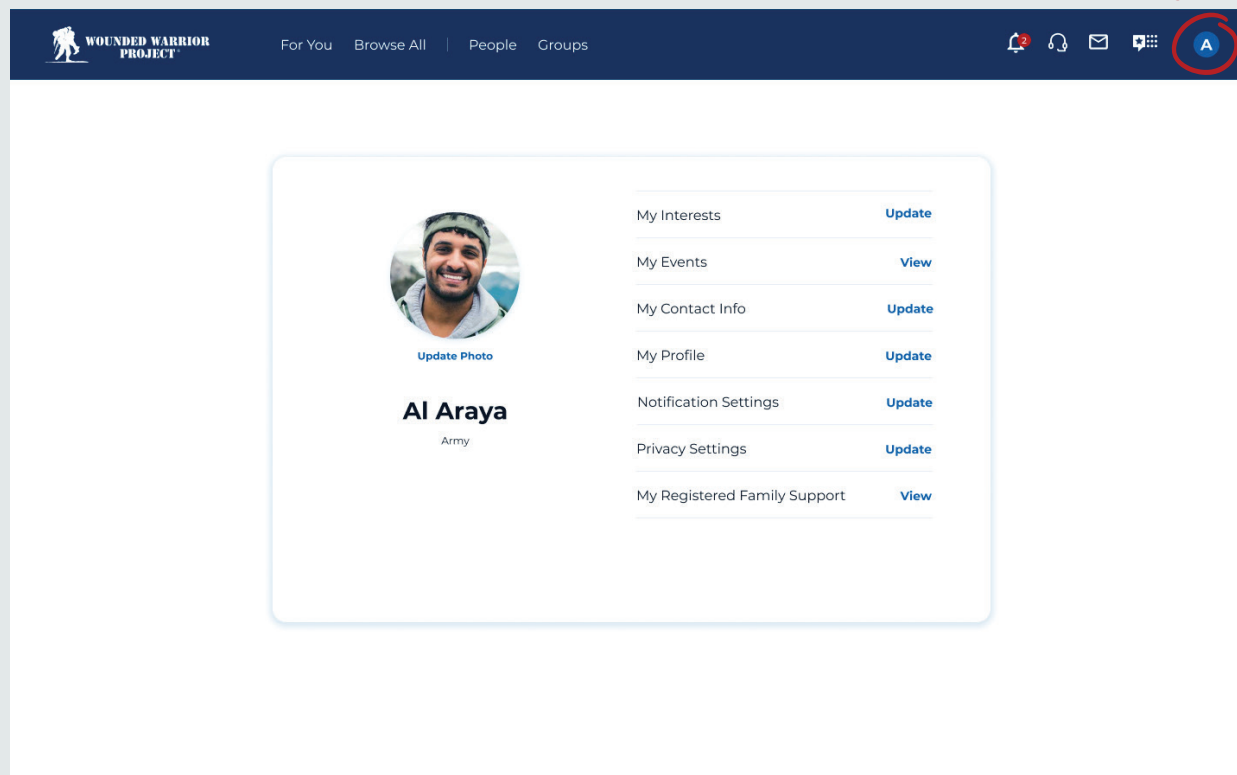 WOUNDED WARRIOR
PROJECT®
For You Browse All | People Groups
2
A
Update Photo
Al Araya
Army
My Interests Update
My Events View
My Contact Info Update
My Profile Update
Notification Settings Update
Privacy Settings Update
My Registered Family Support View